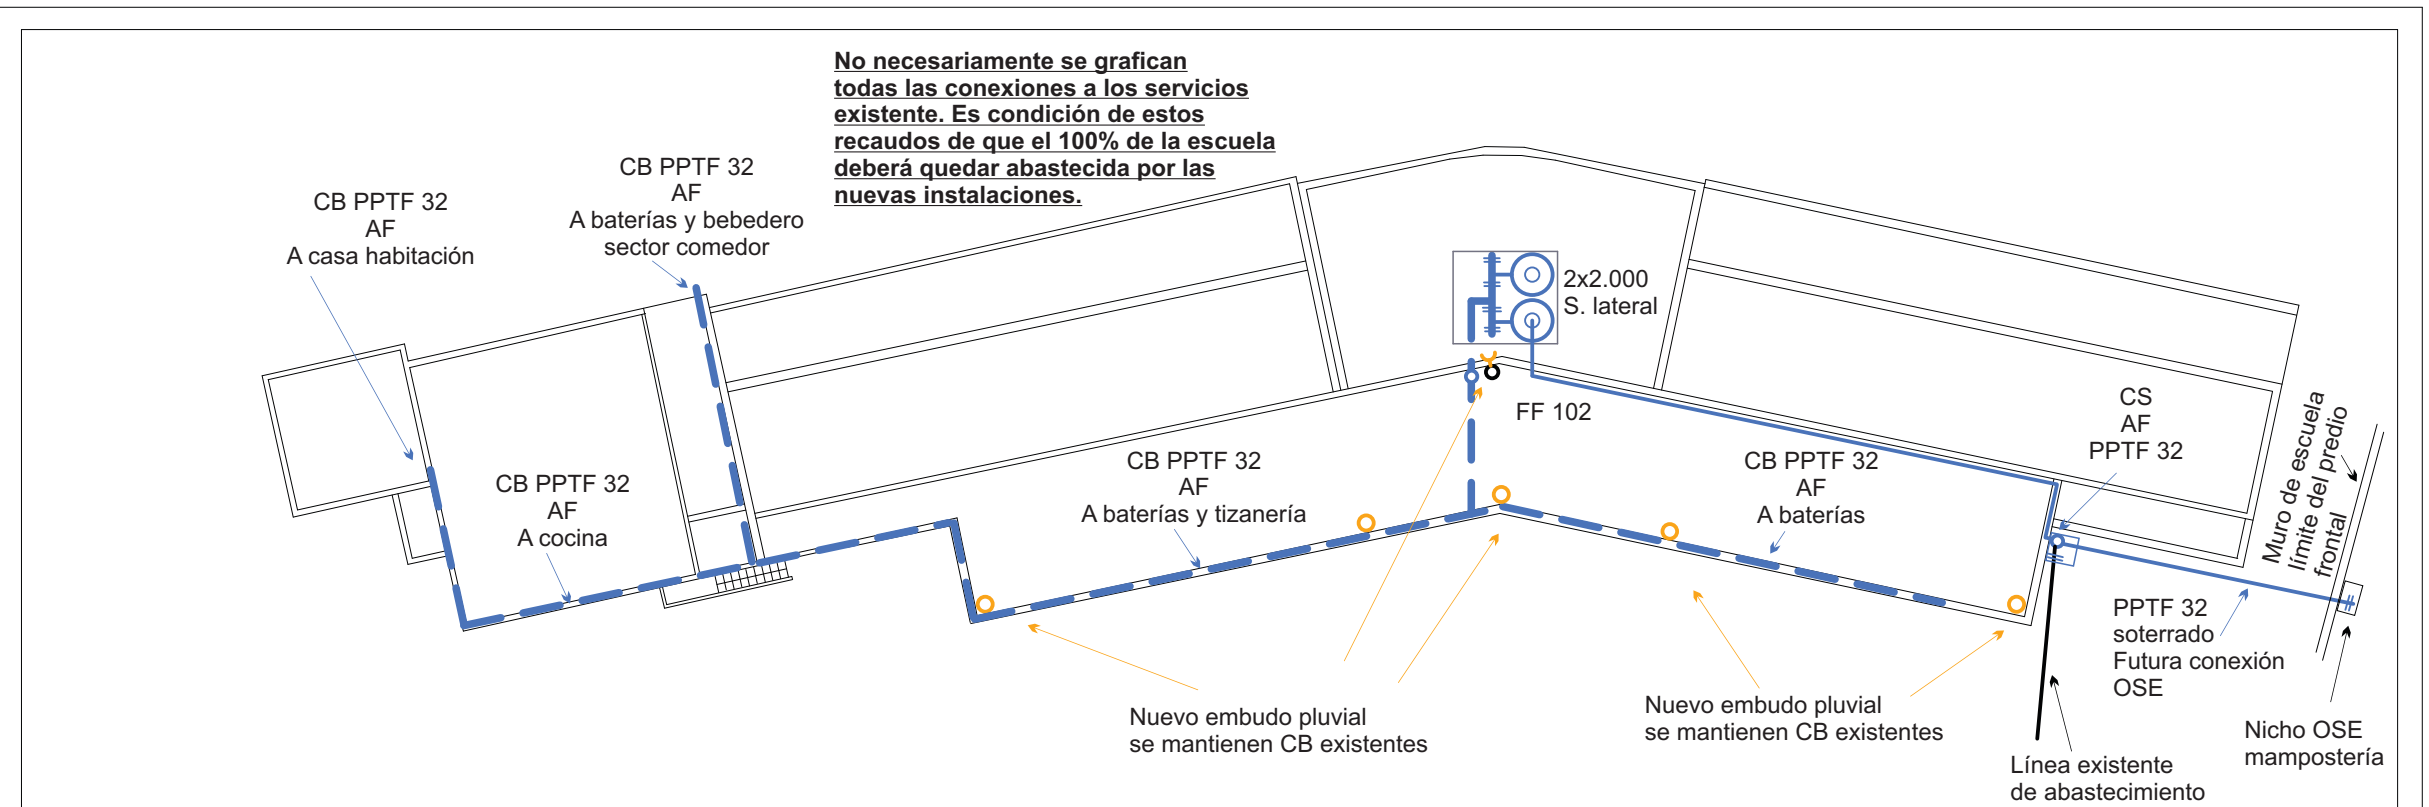 No necesariamente se grafican
todas las conexiones a los servicios
existente. Es condición de estos
recaudos de que el 100% de la escuela
deberá quedar abastecida por las
nuevas instalaciones.
CB PPTF 32
AF
A casa habitación
CB PPTF 32
AF
A baterías y bebedero
sector comedor
2x2.000
S. lateral
FF 102
CS
AF
PPTF 32
Muro de escuela
límite del predio
frontal
CB PPTF 32
AF
A cocina
CB PPTF 32
AF
A baterías y tizanería
CB PPTF 32
AF
A baterías
PPTF 32
soterrado
Futura conexión
OSE
Nuevo embudo pluvial
se mantienen CB existentes
Nuevo embudo pluvial
se mantienen CB existentes
Nicho OSE
mampostería
Línea existente
de abastecimiento